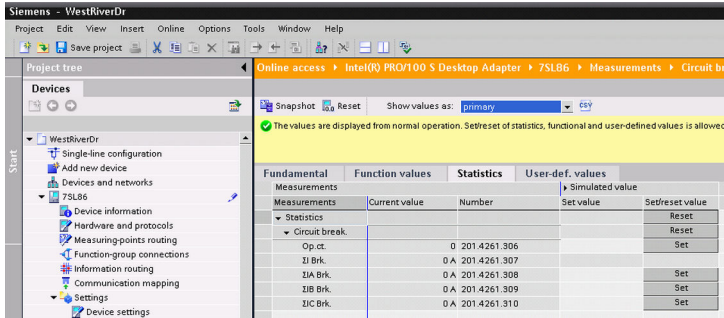 Siemens - WestRiverDr
Project Edit View Insert Online Options Tools Window Help
Save project
Project tree
Online access Intel(R) PRO/100 S Desktop Adapter 7SL86 Measurements Circuit b
Devices
Snapshot Reset Show values as: primary CSV
The values are displayed from normal operation. Set/reset of statistics, functional and user-defined values is allowed
Start
WestRiverDr
Single-line configuration
Add new device
Devices and networks
7SL86
Device information
Hardware and protocols
Measuring-points routing
Function-group connections
Information routing
Communication mapping
Settings
Device settings
Fundamental Function values Statistics User-def. values
Measurements Simulated value
Measurements Current value Number Set value Set/reset value
Statistics Reset
Circuit break. Reset
Op.ct. 0 201.4261.306 Set
ΣI Brk. 0 A 201.4261.307
ΣIA Brk. 0 A 201.4261.308 Set
ΣIB Brk. 0 A 201.4261.309 Set
ΣIC Brk. 0 A 201.4261.310 Set